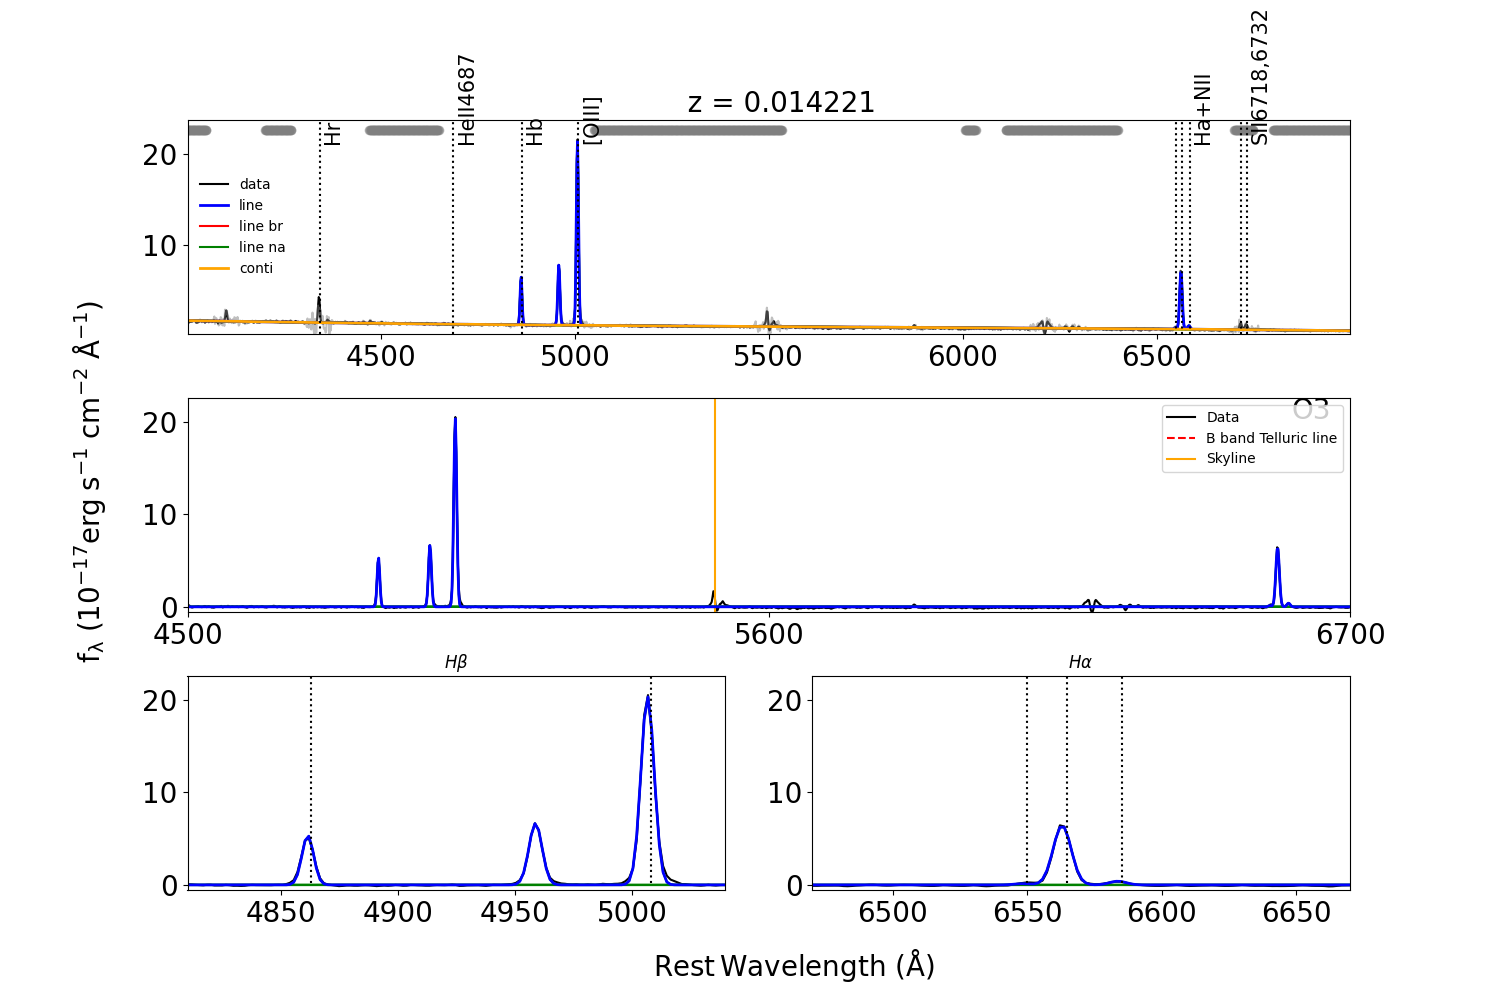 z = 0.014221
Hr
HeII4687
Hb
[OIII]
Ha+NII
SII6718,6732
20
10
data
line
line br
line na
conti
4500 5000 5500 6000 6500
O3
20
10
0
Data
B band Telluric line
Skyline
4500 5600 6700
fλ (10⁻¹⁷erg s⁻¹ cm⁻² Å⁻¹)
Hβ
20
10
0
4850 4900 4950 5000
Hα
20
10
0
6500 6550 6600 6650
Rest Wavelength (Å)